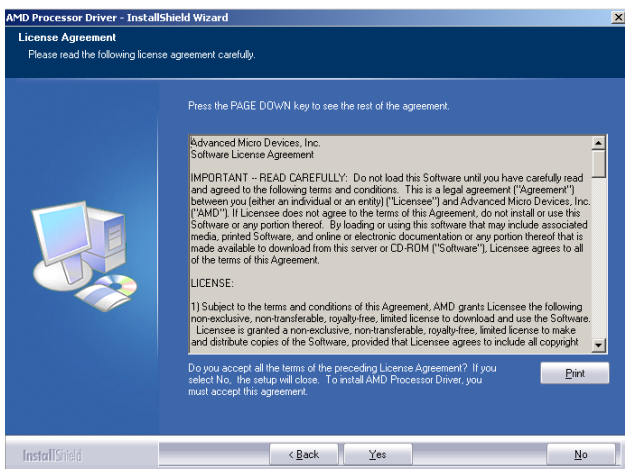 AMD Processor Driver - InstallShield Wizard
License Agreement
Please read the following license agreement carefully.
Press the PAGE DOWN key to see the rest of the agreement.
Advanced Micro Devices, Inc.
Software License Agreement
IMPORTANT -- READ CAREFULLY: Do not load this Software until you have carefully read
and agreed to the following terms and conditions. This is a legal agreement ("Agreement")
between you (either an individual or an entity) ("Licensee") and Advanced Micro Devices, Inc.
("AMD"). If Licensee does not agree to the terms of this Agreement, do not install or use this
Software or any portion thereof. By loading or using this software that may include associated
media, printed Software, and online or electronic documentation or any portion thereof that is
made available to download from this server or CD-ROM ("Software"), Licensee agrees to all
of the terms of this Agreement.
LICENSE:
1) Subject to the terms and conditions of this Agreement, AMD grants Licensee the following
non-exclusive, non-transferable, royalty-free, limited license to download and use the Software.
Licensee is granted a non-exclusive, non-transferable, royalty-free, limited license to make
and distribute copies of the Software, provided that Licensee agrees to include all copyright
Do you accept all the terms of the preceding License Agreement? If you
select No, the setup will close. To install AMD Processor Driver, you
must accept this agreement.
Print
InstallShield
< Back
Yes
No